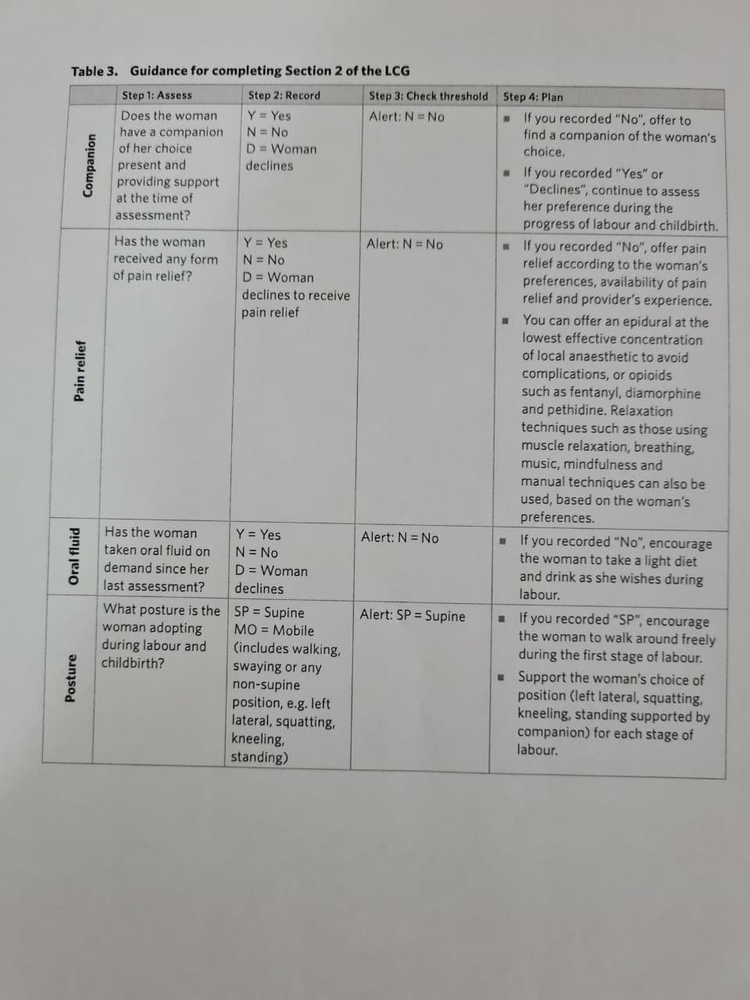 Table 3. Guidance for completing Section 2 of the LCG
Step 1: Assess
Step 2: Record
Step 3: Check threshold
Step 4: Plan
Companion
Does the woman
have a companion
of her choice
present and
providing support
at the time of
assessment?
Y = Yes
N = No
D = Woman
declines
Alert: N = No
▪ If you recorded "No", offer to
find a companion of the woman's
choice.
▪ If you recorded "Yes" or
"Declines", continue to assess
her preference during the
progress of labour and childbirth.
Pain relief
Has the woman
received any form
of pain relief?
Y = Yes
N = No
D = Woman
declines to receive
pain relief
Alert: N = No
▪ If you recorded "No", offer pain
relief according to the woman's
preferences, availability of pain
relief and provider's experience.
▪ You can offer an epidural at the
lowest effective concentration
of local anaesthetic to avoid
complications, or opioids
such as fentanyl, diamorphine
and pethidine. Relaxation
techniques such as those using
muscle relaxation, breathing,
music, mindfulness and
manual techniques can also be
used, based on the woman's
preferences.
Oral fluid
Has the woman
taken oral fluid on
demand since her
last assessment?
Y = Yes
N = No
D = Woman
declines
Alert: N = No
▪ If you recorded "No", encourage
the woman to take a light diet
and drink as she wishes during
labour.
Posture
What posture is the
woman adopting
during labour and
childbirth?
SP = Supine
MO = Mobile
(includes walking,
swaying or any
non-supine
position, e.g. left
lateral, squatting,
kneeling,
standing)
Alert: SP = Supine
▪ If you recorded "SP", encourage
the woman to walk around freely
during the first stage of labour.
▪ Support the woman's choice of
position (left lateral, squatting,
kneeling, standing supported by
companion) for each stage of
labour.